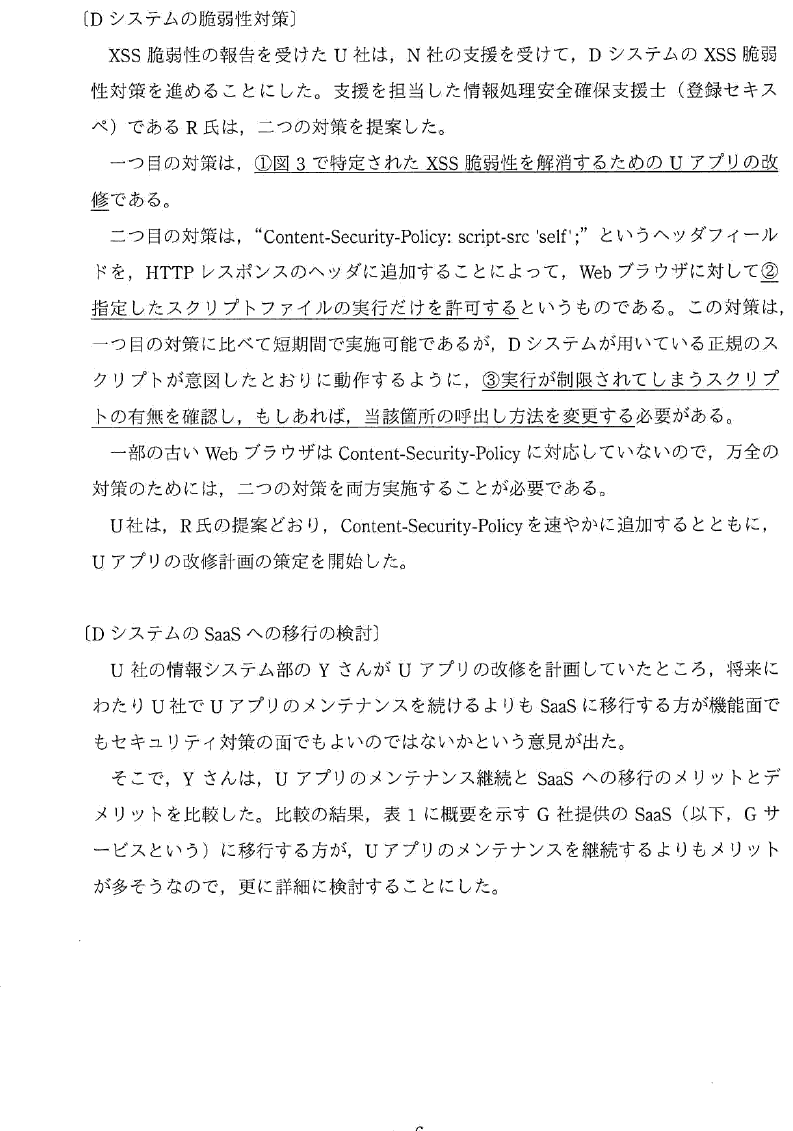 〔D システムの脆弱性対策〕
XSS 脆弱性の報告を受けた U 社は，N 社の支援を受けて，D システムの XSS 脆弱
性対策を進めることにした。支援を担当した情報処理安全確保支援士（登録セキス
ペ）である R 氏は，二つの対策を提案した。
一つ目の対策は，①図 3 で特定された XSS 脆弱性を解消するための U アプリの改
修である。
二つ目の対策は，“Content-Security-Policy: script-src 'self';” というヘッダフィール
ドを，HTTP レスポンスのヘッダに追加することによって，Web ブラウザに対して②
指定したスクリプトファイルの実行だけを許可するというものである。この対策は，
一つ目の対策に比べて短期間で実施可能であるが，D システムが用いている正規のス
クリプトが意図したとおりに動作するように，③実行が制限されてしまうスクリプ
トの有無を確認し，もしあれば，当該箇所の呼出し方法を変更する必要がある。
一部の古い Web ブラウザは Content-Security-Policy に対応していないので，万全の
対策のためには，二つの対策を両方実施することが必要である。
U社は，R氏の提案どおり，Content-Security-Policyを速やかに追加するとともに，
U アプリの改修計画の策定を開始した。
〔D システムの SaaS への移行の検討〕
U 社の情報システム部の Y さんが U アプリの改修を計画していたところ，将来に
わたり U 社で U アプリのメンテナンスを続けるよりも SaaS に移行する方が機能面で
もセキュリティ対策の面でもよいのではないかという意見が出た。
そこで，Y さんは，U アプリのメンテナンス継続と SaaS への移行のメリットとデ
メリットを比較した。比較の結果，表 1 に概要を示す G 社提供の SaaS（以下，G サ
ービスという）に移行する方が，U アプリのメンテナンスを継続するよりもメリット
が多そうなので，更に詳細に検討することにした。